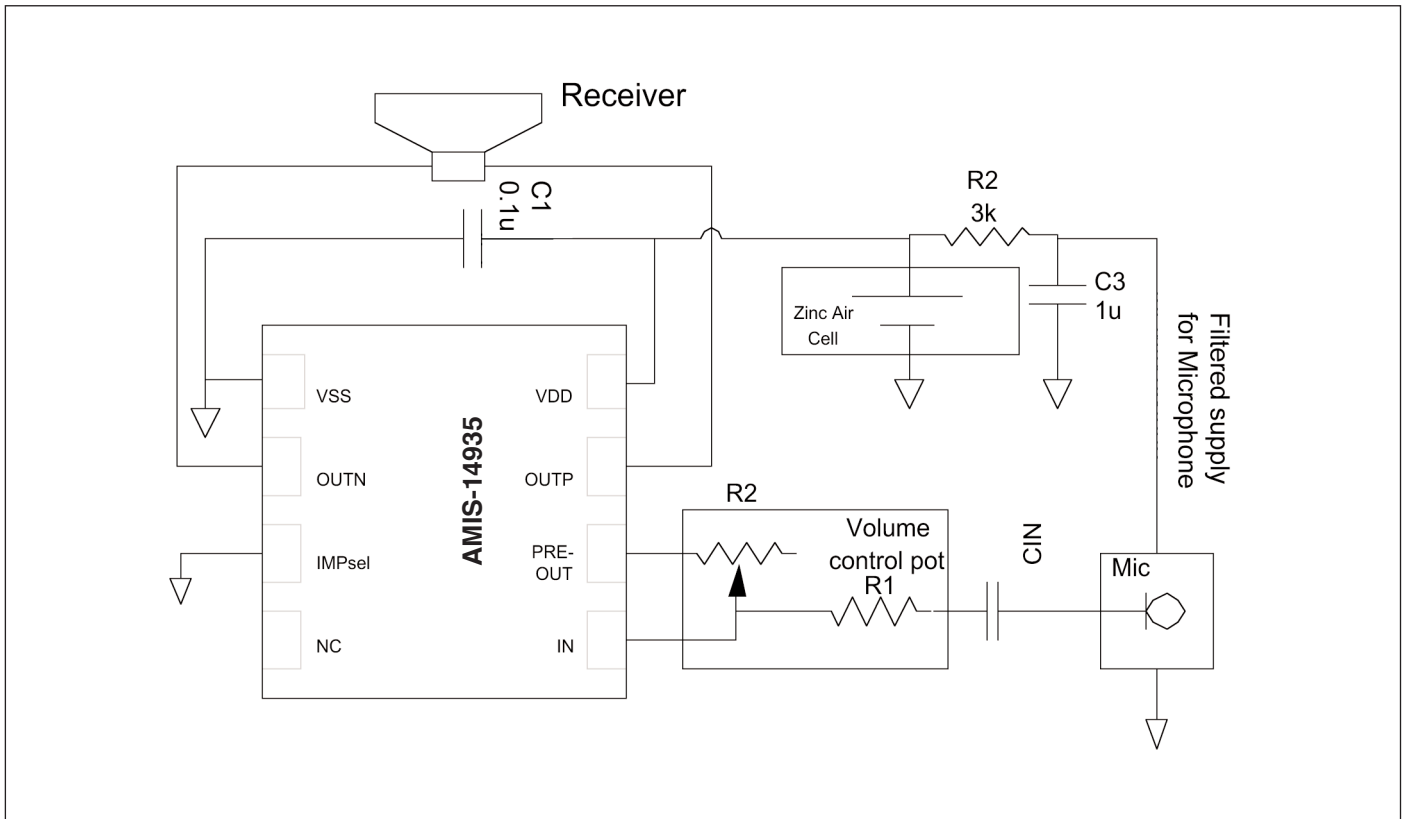 Receiver
C1
0.1u
R2
3k
C3
1u
Zinc Air
Cell
Filtered supply
for Microphone
VSS
VDD
AMIS-14935
OUTN
OUTP
R2
Volume
control pot
R1
CIN
Mic
IMPsel
PRE-
OUT
NC
IN